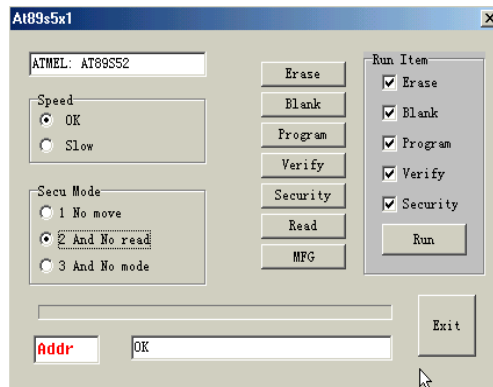 At89s5x1
ATMEL: AT89S52
Speed
OK
Slow
Secu Mode
1 No move
2 And No read
3 And No mode
Erase
Blank
Program
Verify
Security
Read
MFG
Run Item
Erase
Blank
Program
Verify
Security
Run
Addr
OK
Exit